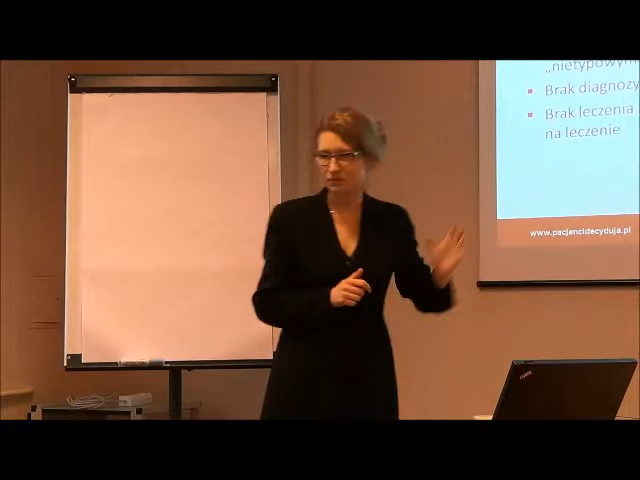 „nietypowym
Brak diagnozy
Brak leczenia
na leczenie
www.pacjencidecyduja.pl